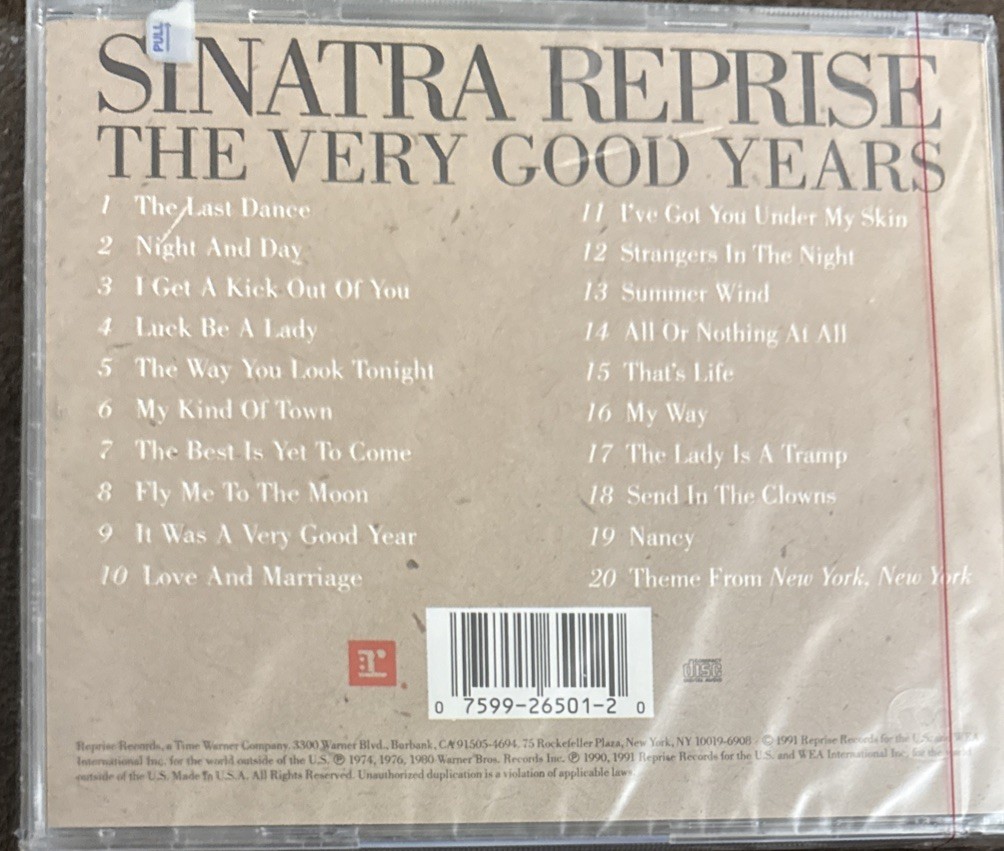 PULL
SINATRA REPRISE
THE VERY GOOD YEARS
1 The Last Dance
2 Night And Day
3 I Get A Kick Out Of You
4 Luck Be A Lady
5 The Way You Look Tonight
6 My Kind Of Town
7 The Best Is Yet To Come
8 Fly Me To The Moon
9 It Was A Very Good Year
10 Love And Marriage
11 I've Got You Under My Skin
12 Strangers In The Night
13 Summer Wind
14 All Or Nothing At All
15 That's Life
16 My Way
17 The Lady Is A Tramp
18 Send In The Clowns
19 Nancy
20 Theme From New York, New York
r:
disc
0 7599-26501-2 0
Reprise Records, a Time Warner Company, 3300 Warner Blvd., Burbank, CA 91505-4694, 75 Rockefeller Plaza, New York, NY 10019-6908 · © 1991 Reprise Records for the U.S. and WEA
International Inc. for the world outside of the U.S. ℗ 1974, 1976, 1980 Warner Bros. Records Inc. ℗ 1990, 1991 Reprise Records for the U.S. and WEA International Inc. for the world
outside of the U.S. Made In U.S.A. All Rights Reserved. Unauthorized duplication is a violation of applicable laws.